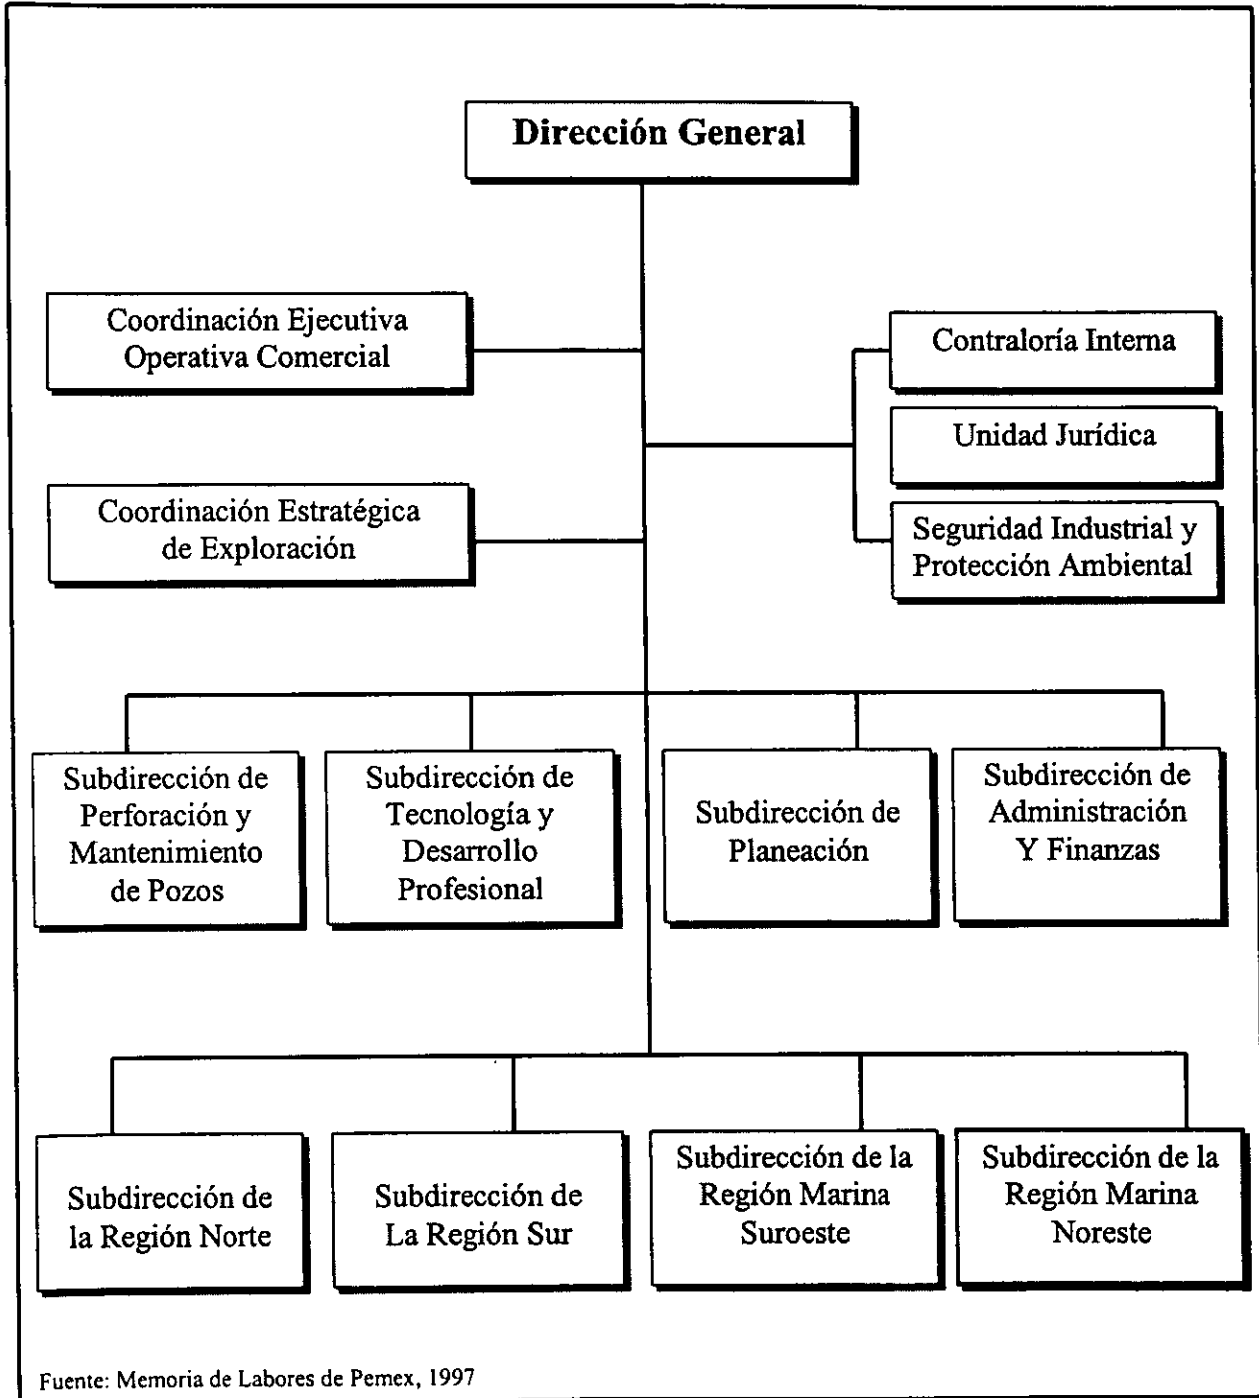 Dirección General
Coordinación Ejecutiva
Operativa Comercial
Contraloría Interna
Unidad Jurídica
Coordinación Estratégica
de Exploración
Seguridad Industrial y
Protección Ambiental
Subdirección de
Perforación y
Mantenimiento
de Pozos
Subdirección de
Tecnología y
Desarrollo
Profesional
Subdirección de
Planeación
Subdirección de
Administración
Y Finanzas
Subdirección de
la Región Norte
Subdirección de
La Región Sur
Subdirección de la
Región Marina
Suroeste
Subdirección de la
Región Marina
Noreste
Fuente: Memoria de Labores de Pemex, 1997